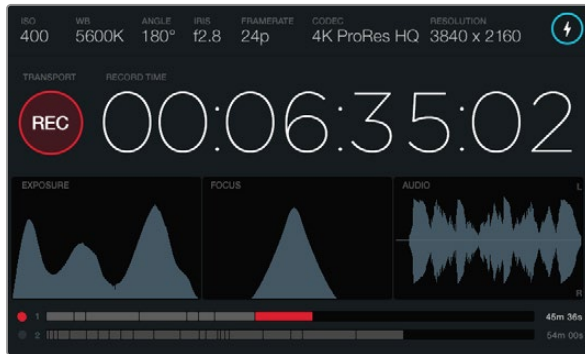 ISO WB ANGLE IRIS FRAMERATE CODEC RESOLUTION
400 5600K 180° f2.8 24p 4K ProRes HQ 3840 x 2160
TRANSPORT RECORD TIME
REC 00:06:35:02
EXPOSURE FOCUS AUDIO L
R
1 45m 36s
2 54m 00s